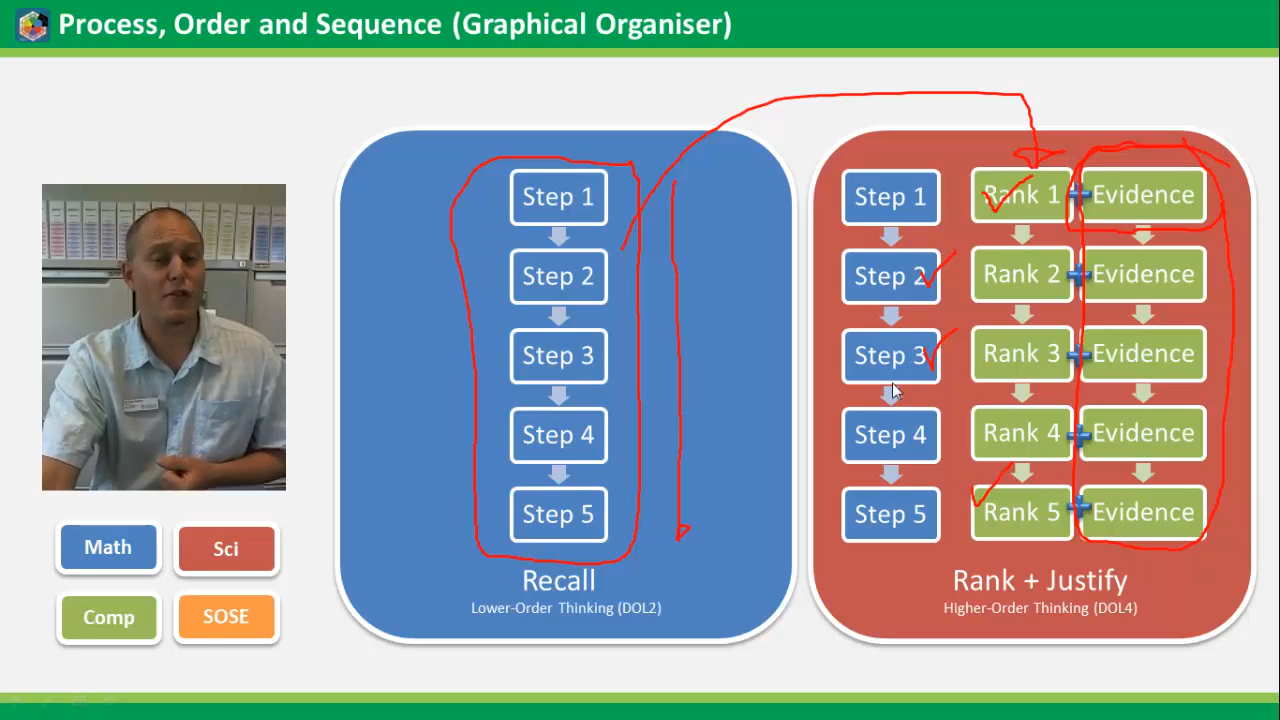 Process, Order and Sequence (Graphical Organiser)
Step 1
Step 2
Step 3
Step 4
Step 5
Recall
Lower-Order Thinking (DOL2)
Step 1 Rank 1 Evidence
Step 2 Rank 2 Evidence
Step 3 Rank 3 Evidence
Step 4 Rank 4 Evidence
Step 5 Rank 5 Evidence
Rank + Justify
Higher-Order Thinking (DOL4)
Math Sci
Comp SOSE